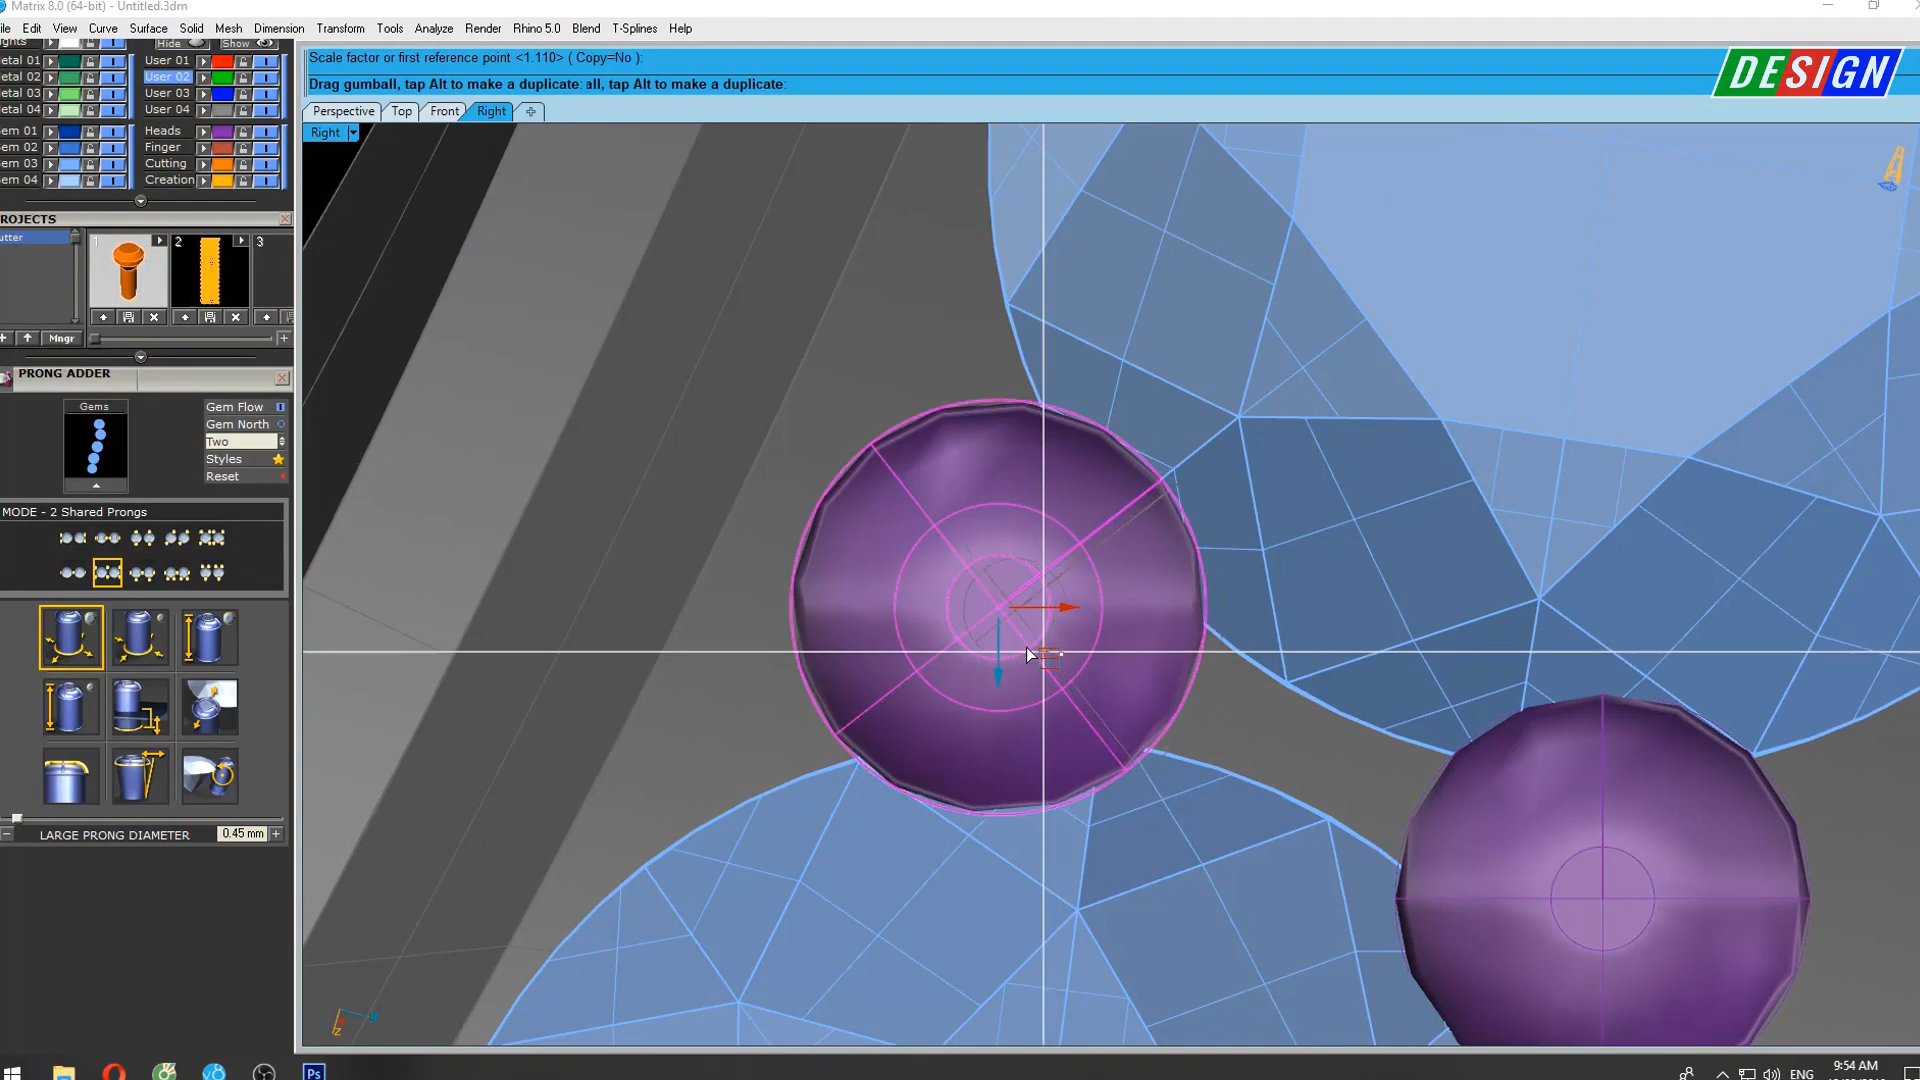 Matrix 8.0 (64-bit) - Untitled.3dm
ile Edit View Curve Surface Solid Mesh Dimension Transform Tools Analyze Render Rhino 5.0 Blend T-Splines Help
ights Hide Show
etal 01 User 01
etal 02 User 02
etal 03 User 03
etal 04 User 04
em 01 Heads
em 02 Finger
em 03 Cutting
em 04 Creation
Scale factor or first reference point <1.110> ( Copy=No ):
Drag gumball, tap Alt to make a duplicate: all, tap Alt to make a duplicate:
DESIGN
Perspective Top Front Right
Right
ROJECTS
utter
1 2 3
Mngr
PRONG ADDER
Gems
Gem Flow
Gem North
Two
Styles
Reset
MODE - 2 Shared Prongs
LARGE PRONG DIAMETER 0.45 mm
z y
Ps
ENG
9:54 AM